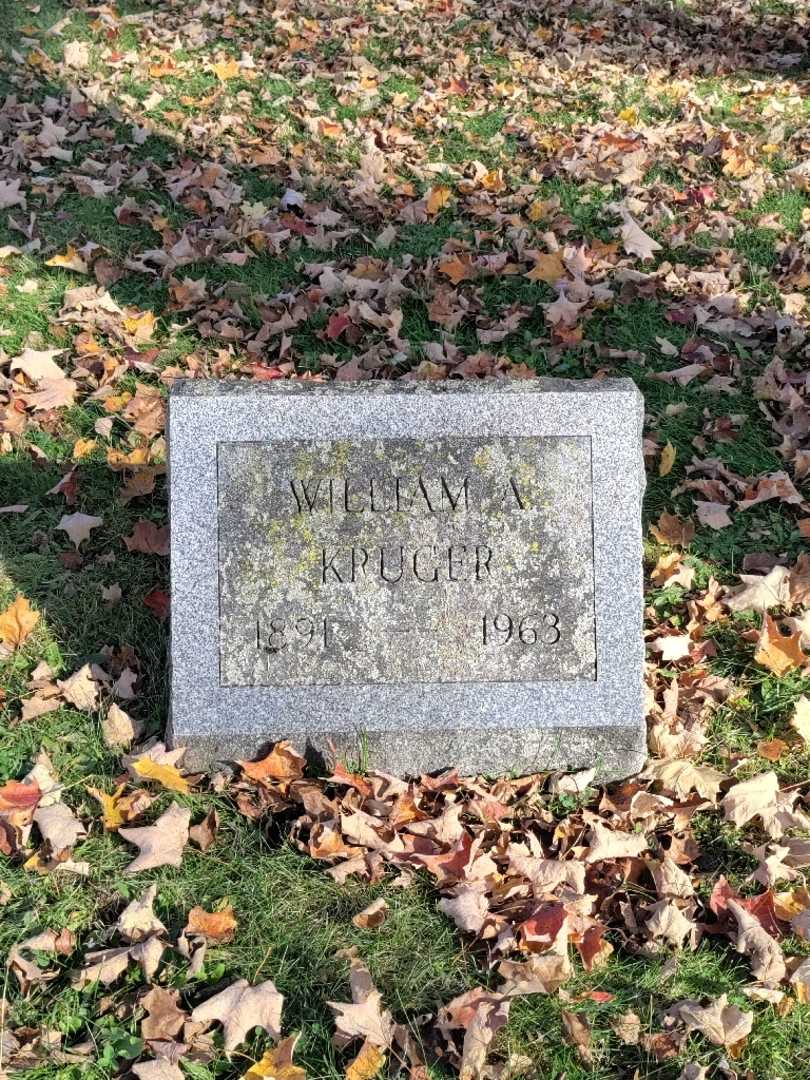 WILLIAM A
KRUGER
1891 — 1963